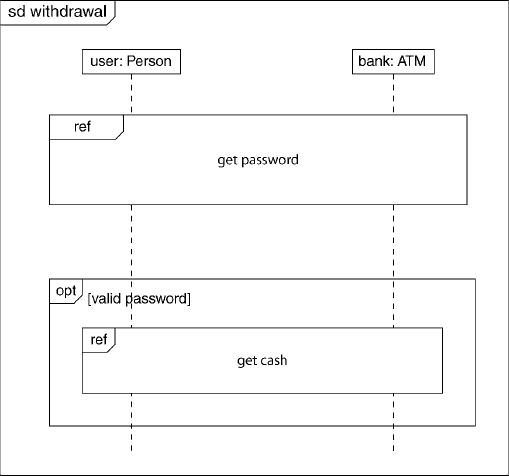 sd withdrawal
user: Person
bank: ATM
ref
get password
opt
[valid password]
ref
get cash